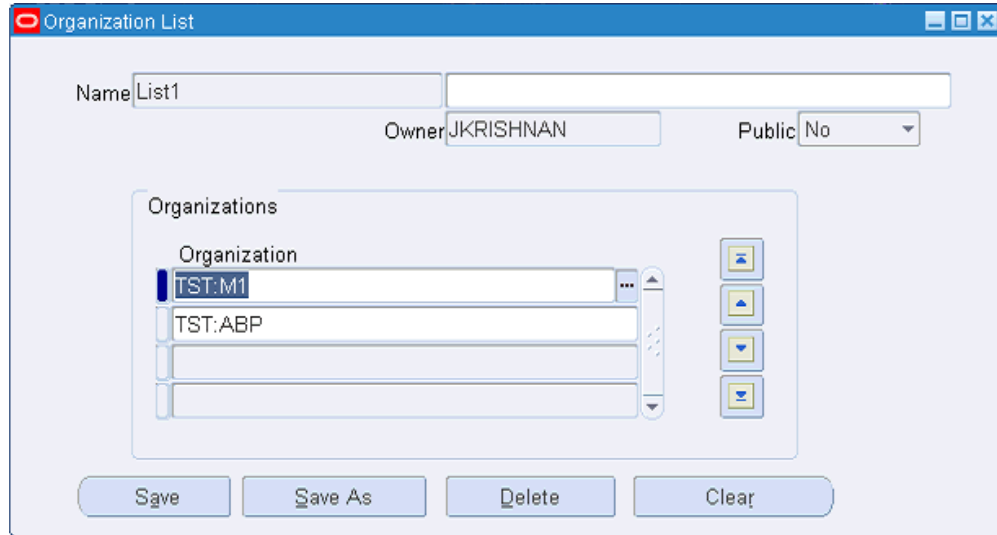 Organization List
Name List1
Owner JKRISHNAN Public No
Organizations
Organization
TST:M1
TST:ABP
Save Save As Delete Clear